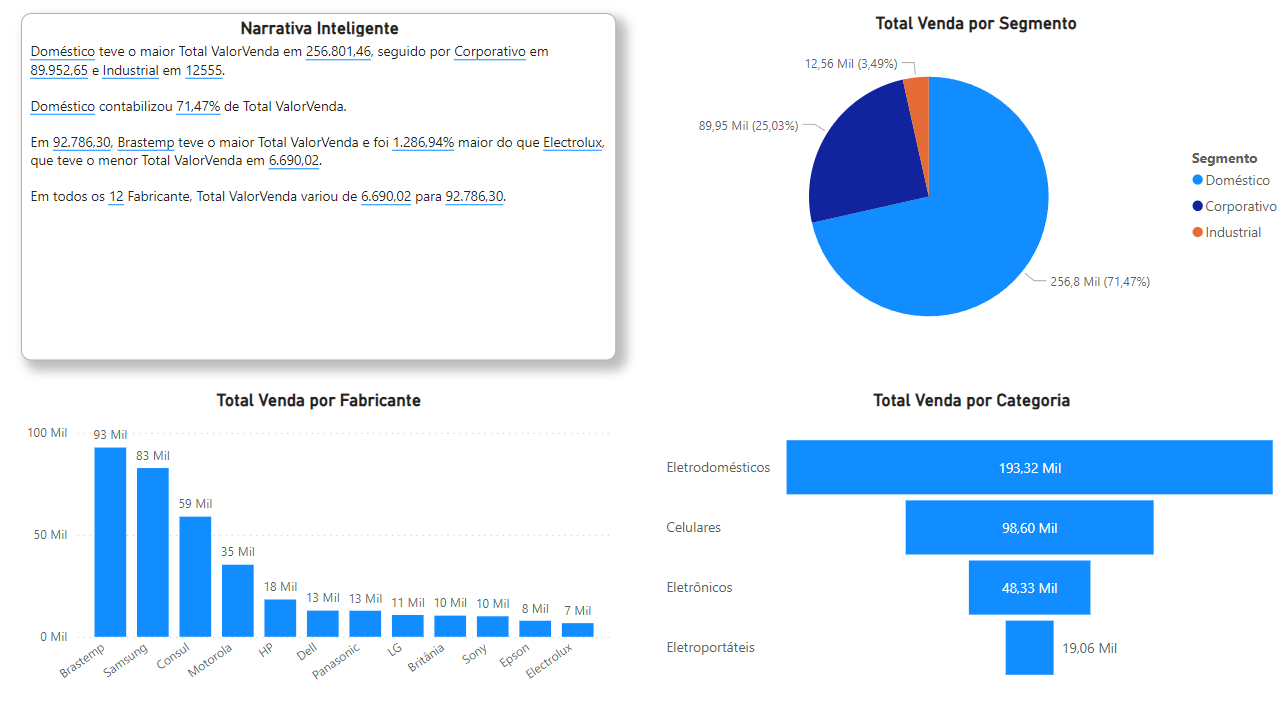 Narrativa Inteligente
Doméstico teve o maior Total ValorVenda em 256.801,46, seguido por Corporativo em
89.952,65 e Industrial em 12555.
Doméstico contabilizou 71,47% de Total ValorVenda.
Em 92.786,30, Brastemp teve o maior Total ValorVenda e foi 1.286,94% maior do que Electrolux,
que teve o menor Total ValorVenda em 6.690,02.
Em todos os 12 Fabricante, Total ValorVenda variou de 6.690,02 para 92.786,30.
Total Venda por Segmento
12,56 Mil (3,49%)
89,95 Mil (25,03%)
256,8 Mil (71,47%)
Segmento
Doméstico
Corporativo
Industrial
Total Venda por Fabricante
100 Mil
50 Mil
0 Mil
93 Mil
83 Mil
59 Mil
35 Mil
18 Mil
13 Mil
13 Mil
11 Mil
10 Mil
10 Mil
8 Mil
7 Mil
Brastemp
Samsung
Consul
Motorola
HP
Dell
Panasonic
LG
Britânia
Sony
Epson
Electrolux
Total Venda por Categoria
Eletrodomésticos
193,32 Mil
Celulares
98,60 Mil
Eletrônicos
48,33 Mil
Eletroportáteis
19,06 Mil